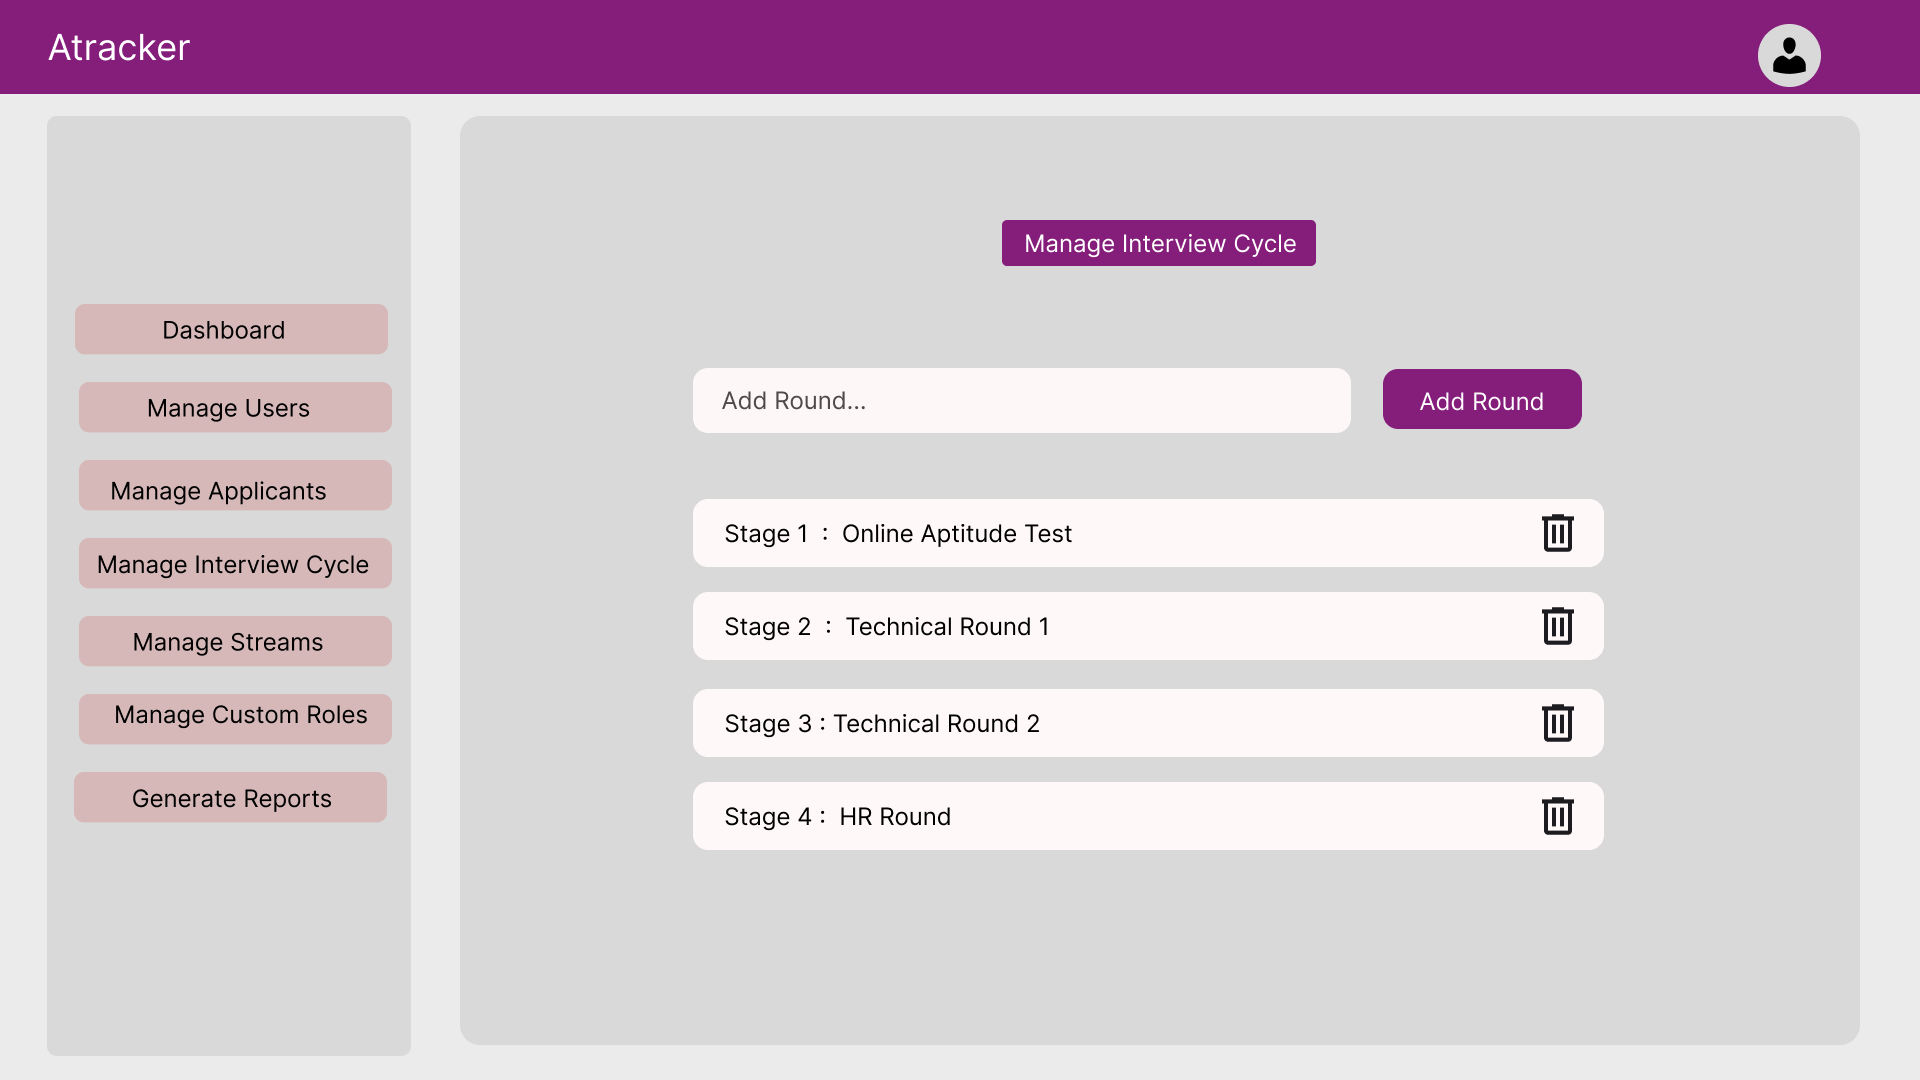 Atracker
Dashboard
Manage Users
Manage Applicants
Manage Interview Cycle
Manage Streams
Manage Custom Roles
Generate Reports
Manage Interview Cycle
Add Round...
Add Round
Stage 1 : Online Aptitude Test
Stage 2 : Technical Round 1
Stage 3 : Technical Round 2
Stage 4 : HR Round